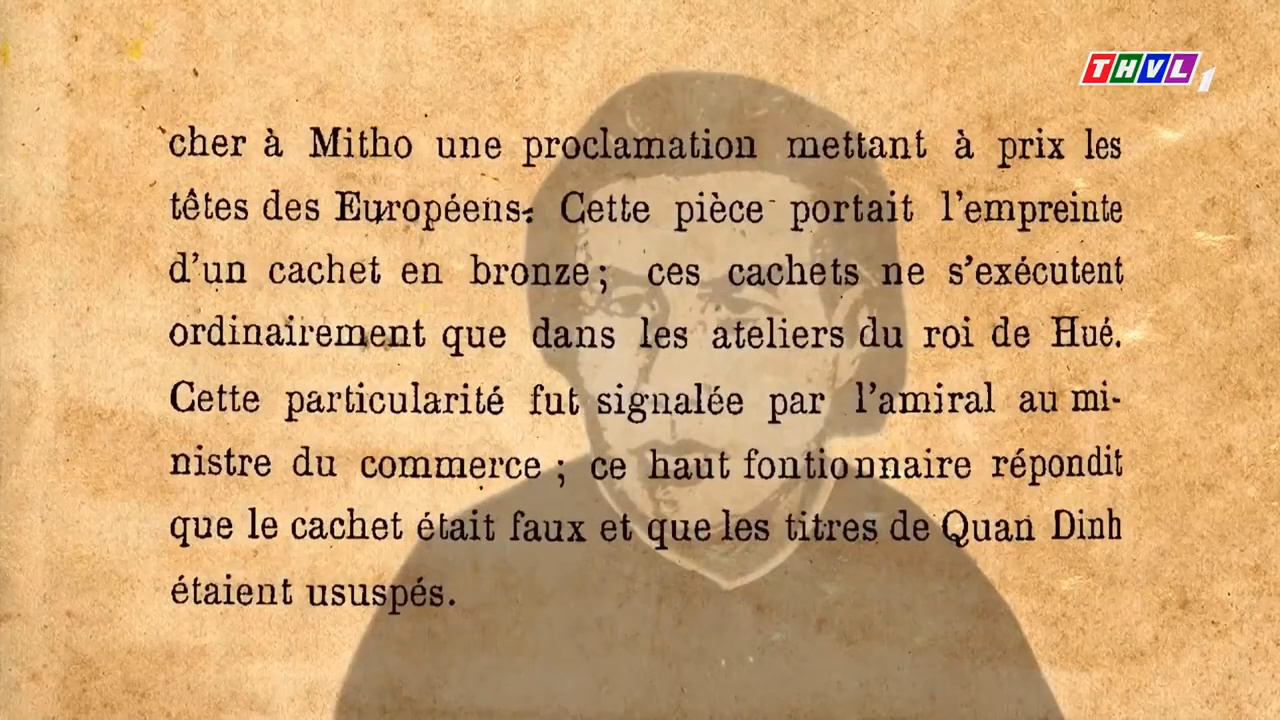 THVL1
cher à Mitho une proclamation mettant à prix les
têtes des Européens. Cette pièce portait l'empreinte
d'un cachet en bronze; ces cachets ne s'exécutent
ordinairement que dans les ateliers du roi de Hué.
Cette particularité fut signalée par l'amiral au mi-
nistre du commerce ; ce haut fontionnaire répondit
que le cachet était faux et que les titres de Quan Dinh
étaient ususpés.